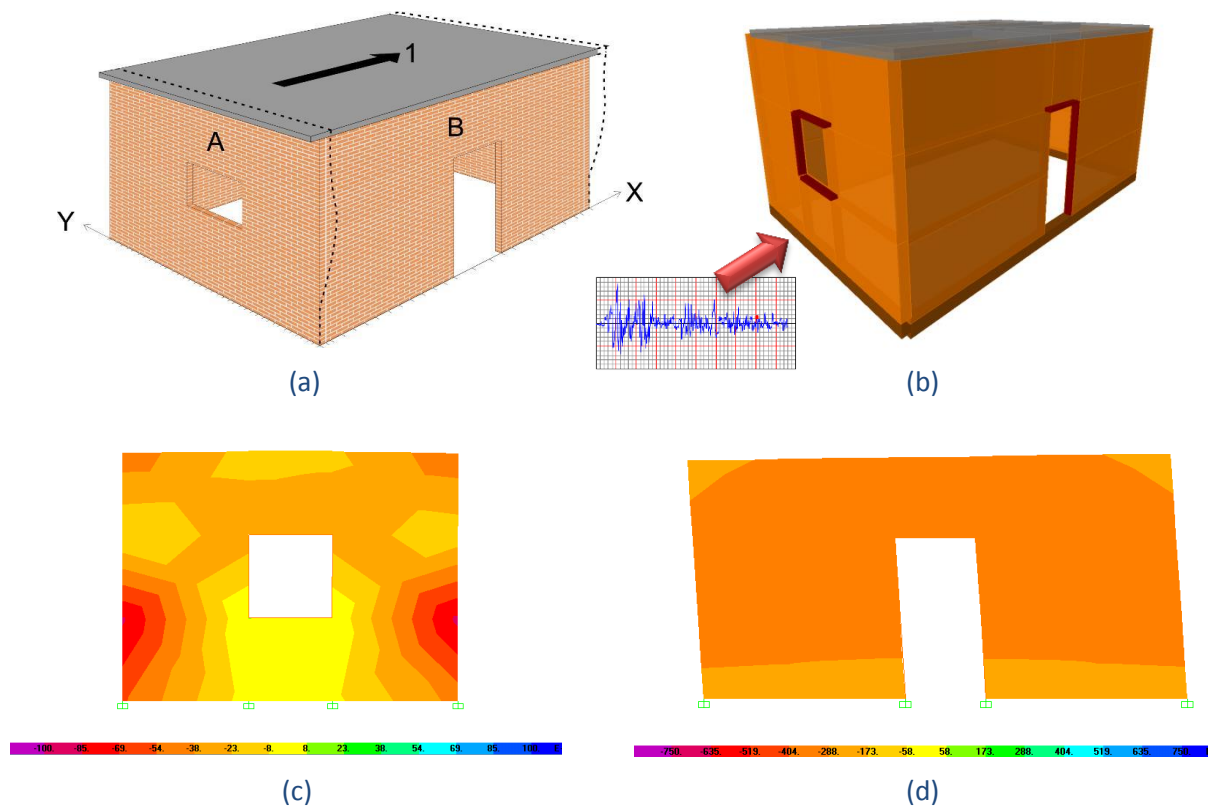 1
A
B
Y
X
(a)
(b)
-100. -85. -69. -54. -38. -23. -8. 8. 23. 38. 54. 69. 85. 100.
-750. -635. -519. -404. -288. -173. -58. 58. 173. 288. 404. 519. 635. 750.
(c)
(d)